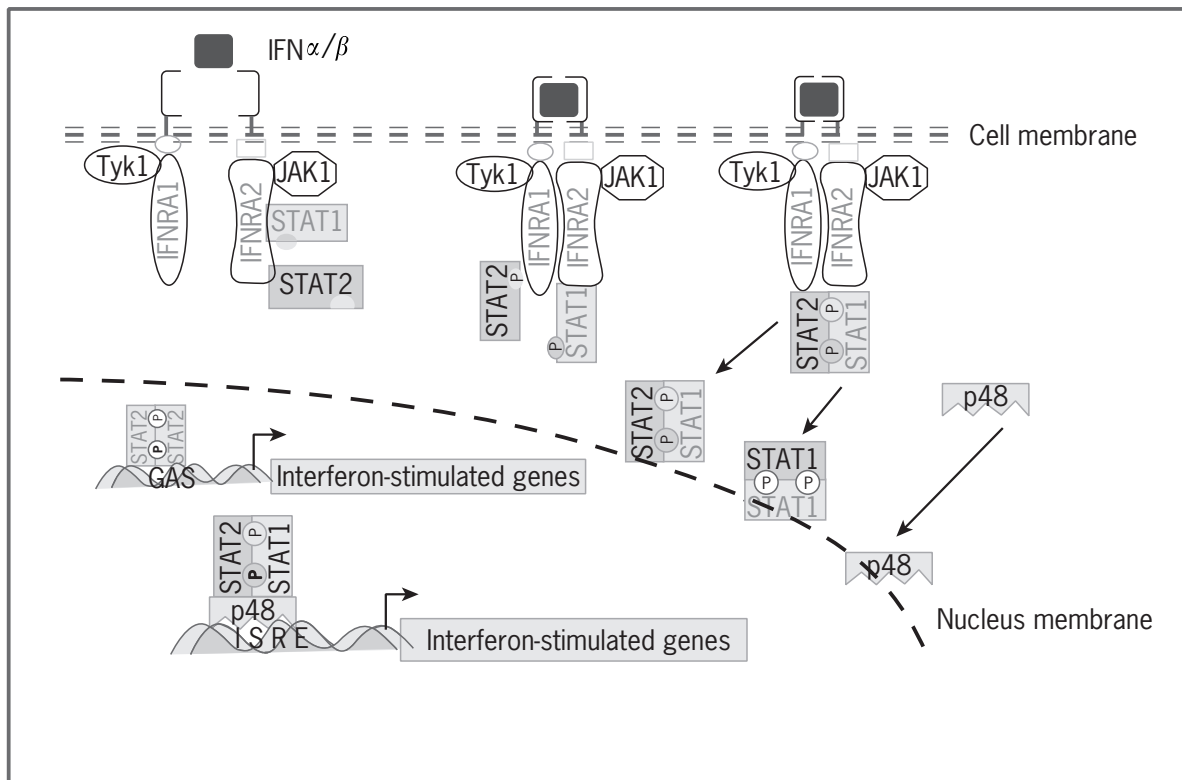 IFN α/β
Cell membrane
Tyk1
IFNRA1
IFNRA2
JAK1
STAT1
STAT2
Tyk1
IFNRA1
IFNRA2
JAK1
STAT2
P
STAT1
P
Tyk1
IFNRA1
IFNRA2
JAK1
STAT2
P
P
STAT1
STAT2
P
P
STAT1
p48
STAT1
P P
STAT1
p48
Nucleus membrane
STAT2
P
P
STAT2
GAS
Interferon-stimulated genes
STAT2
P
P
STAT1
p48
I S R E
Interferon-stimulated genes